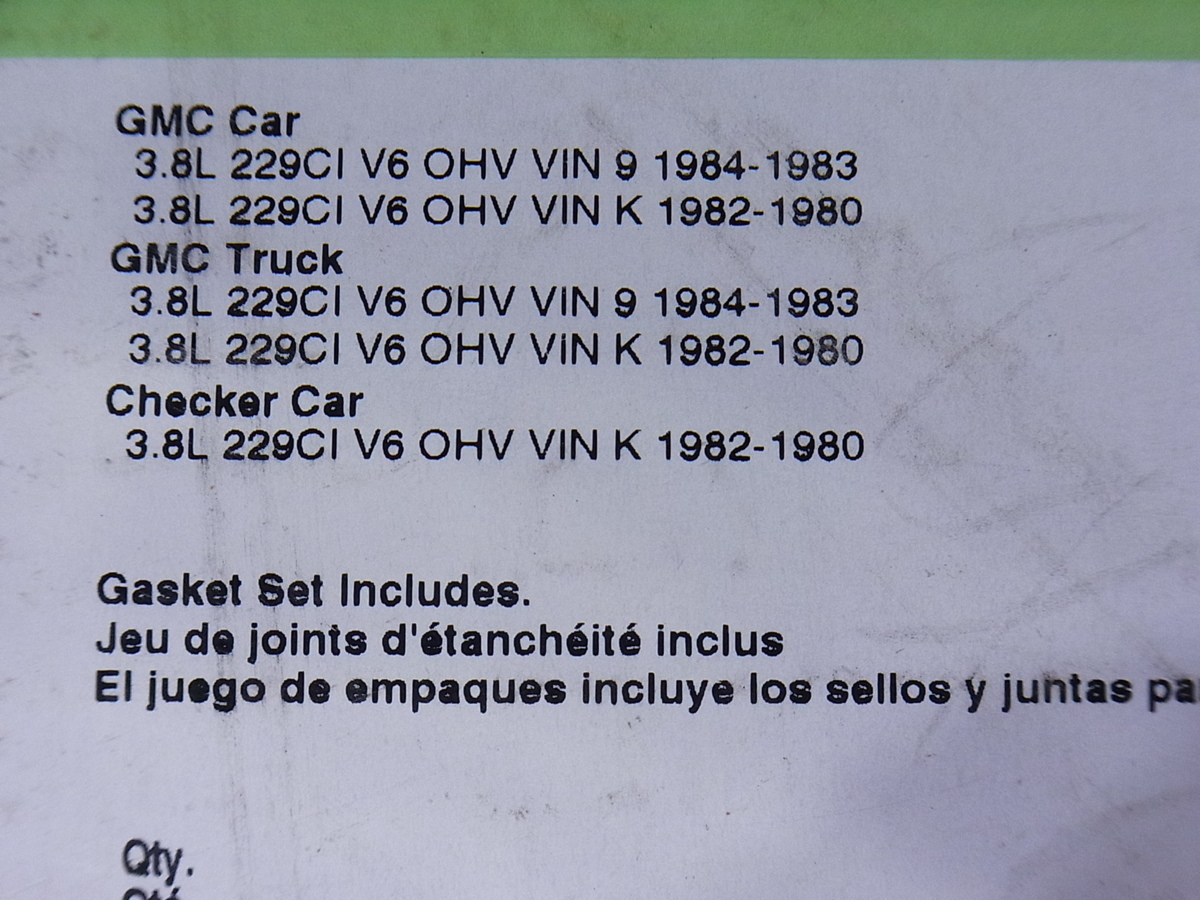 GMC Car
3.8L 229CI V6 OHV VIN 9 1984-1983
3.8L 229CI V6 OHV VIN K 1982-1980
GMC Truck
3.8L 229CI V6 OHV VIN 9 1984-1983
3.8L 229CI V6 OHV VIN K 1982-1980
Checker Car
3.8L 229CI V6 OHV VIN K 1982-1980
Gasket Set Includes.
Jeu de joints d'étanchéité inclus
El juego de empaques incluye los sellos y juntas
Qty.